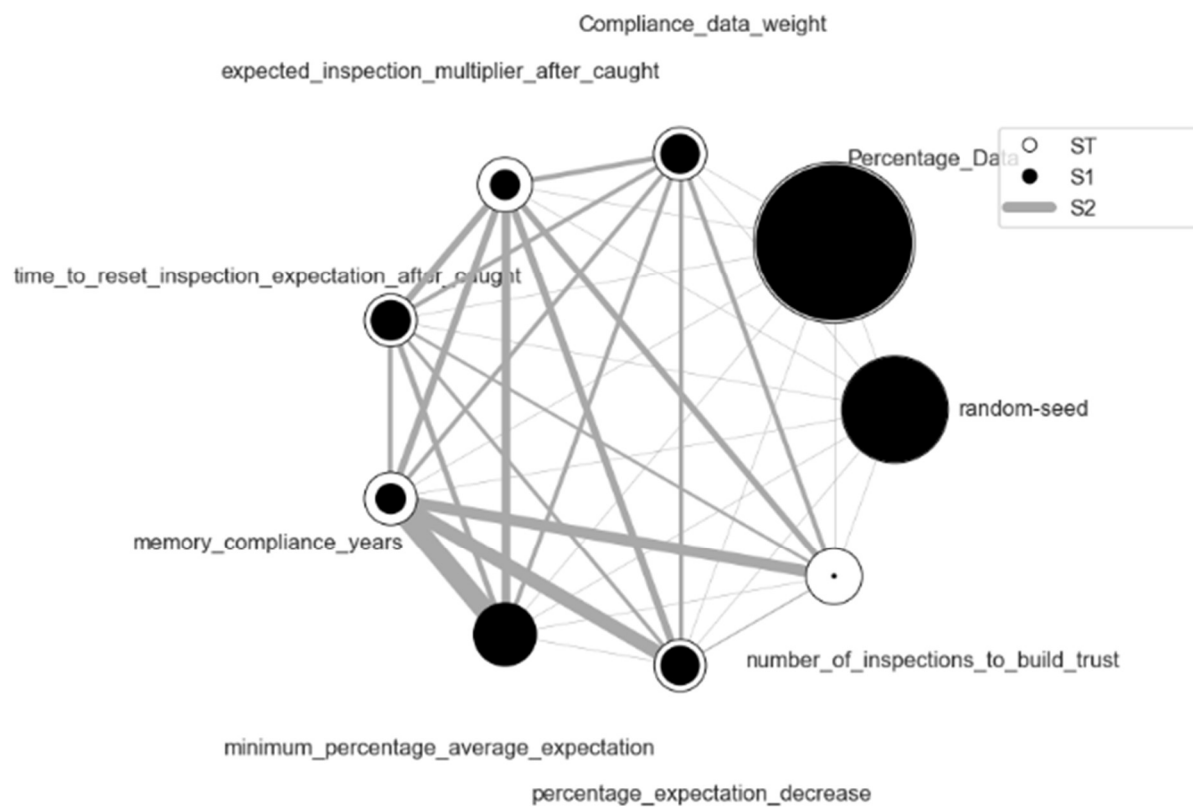 Compliance_data_weight
expected_inspection_multiplier_after_caught
Percentage_Data
ST
S1
S2
time_to_reset_inspection_expectation_after_caught
random-seed
memory_compliance_years
number_of_inspections_to_build_trust
minimum_percentage_average_expectation
percentage_expectation_decrease